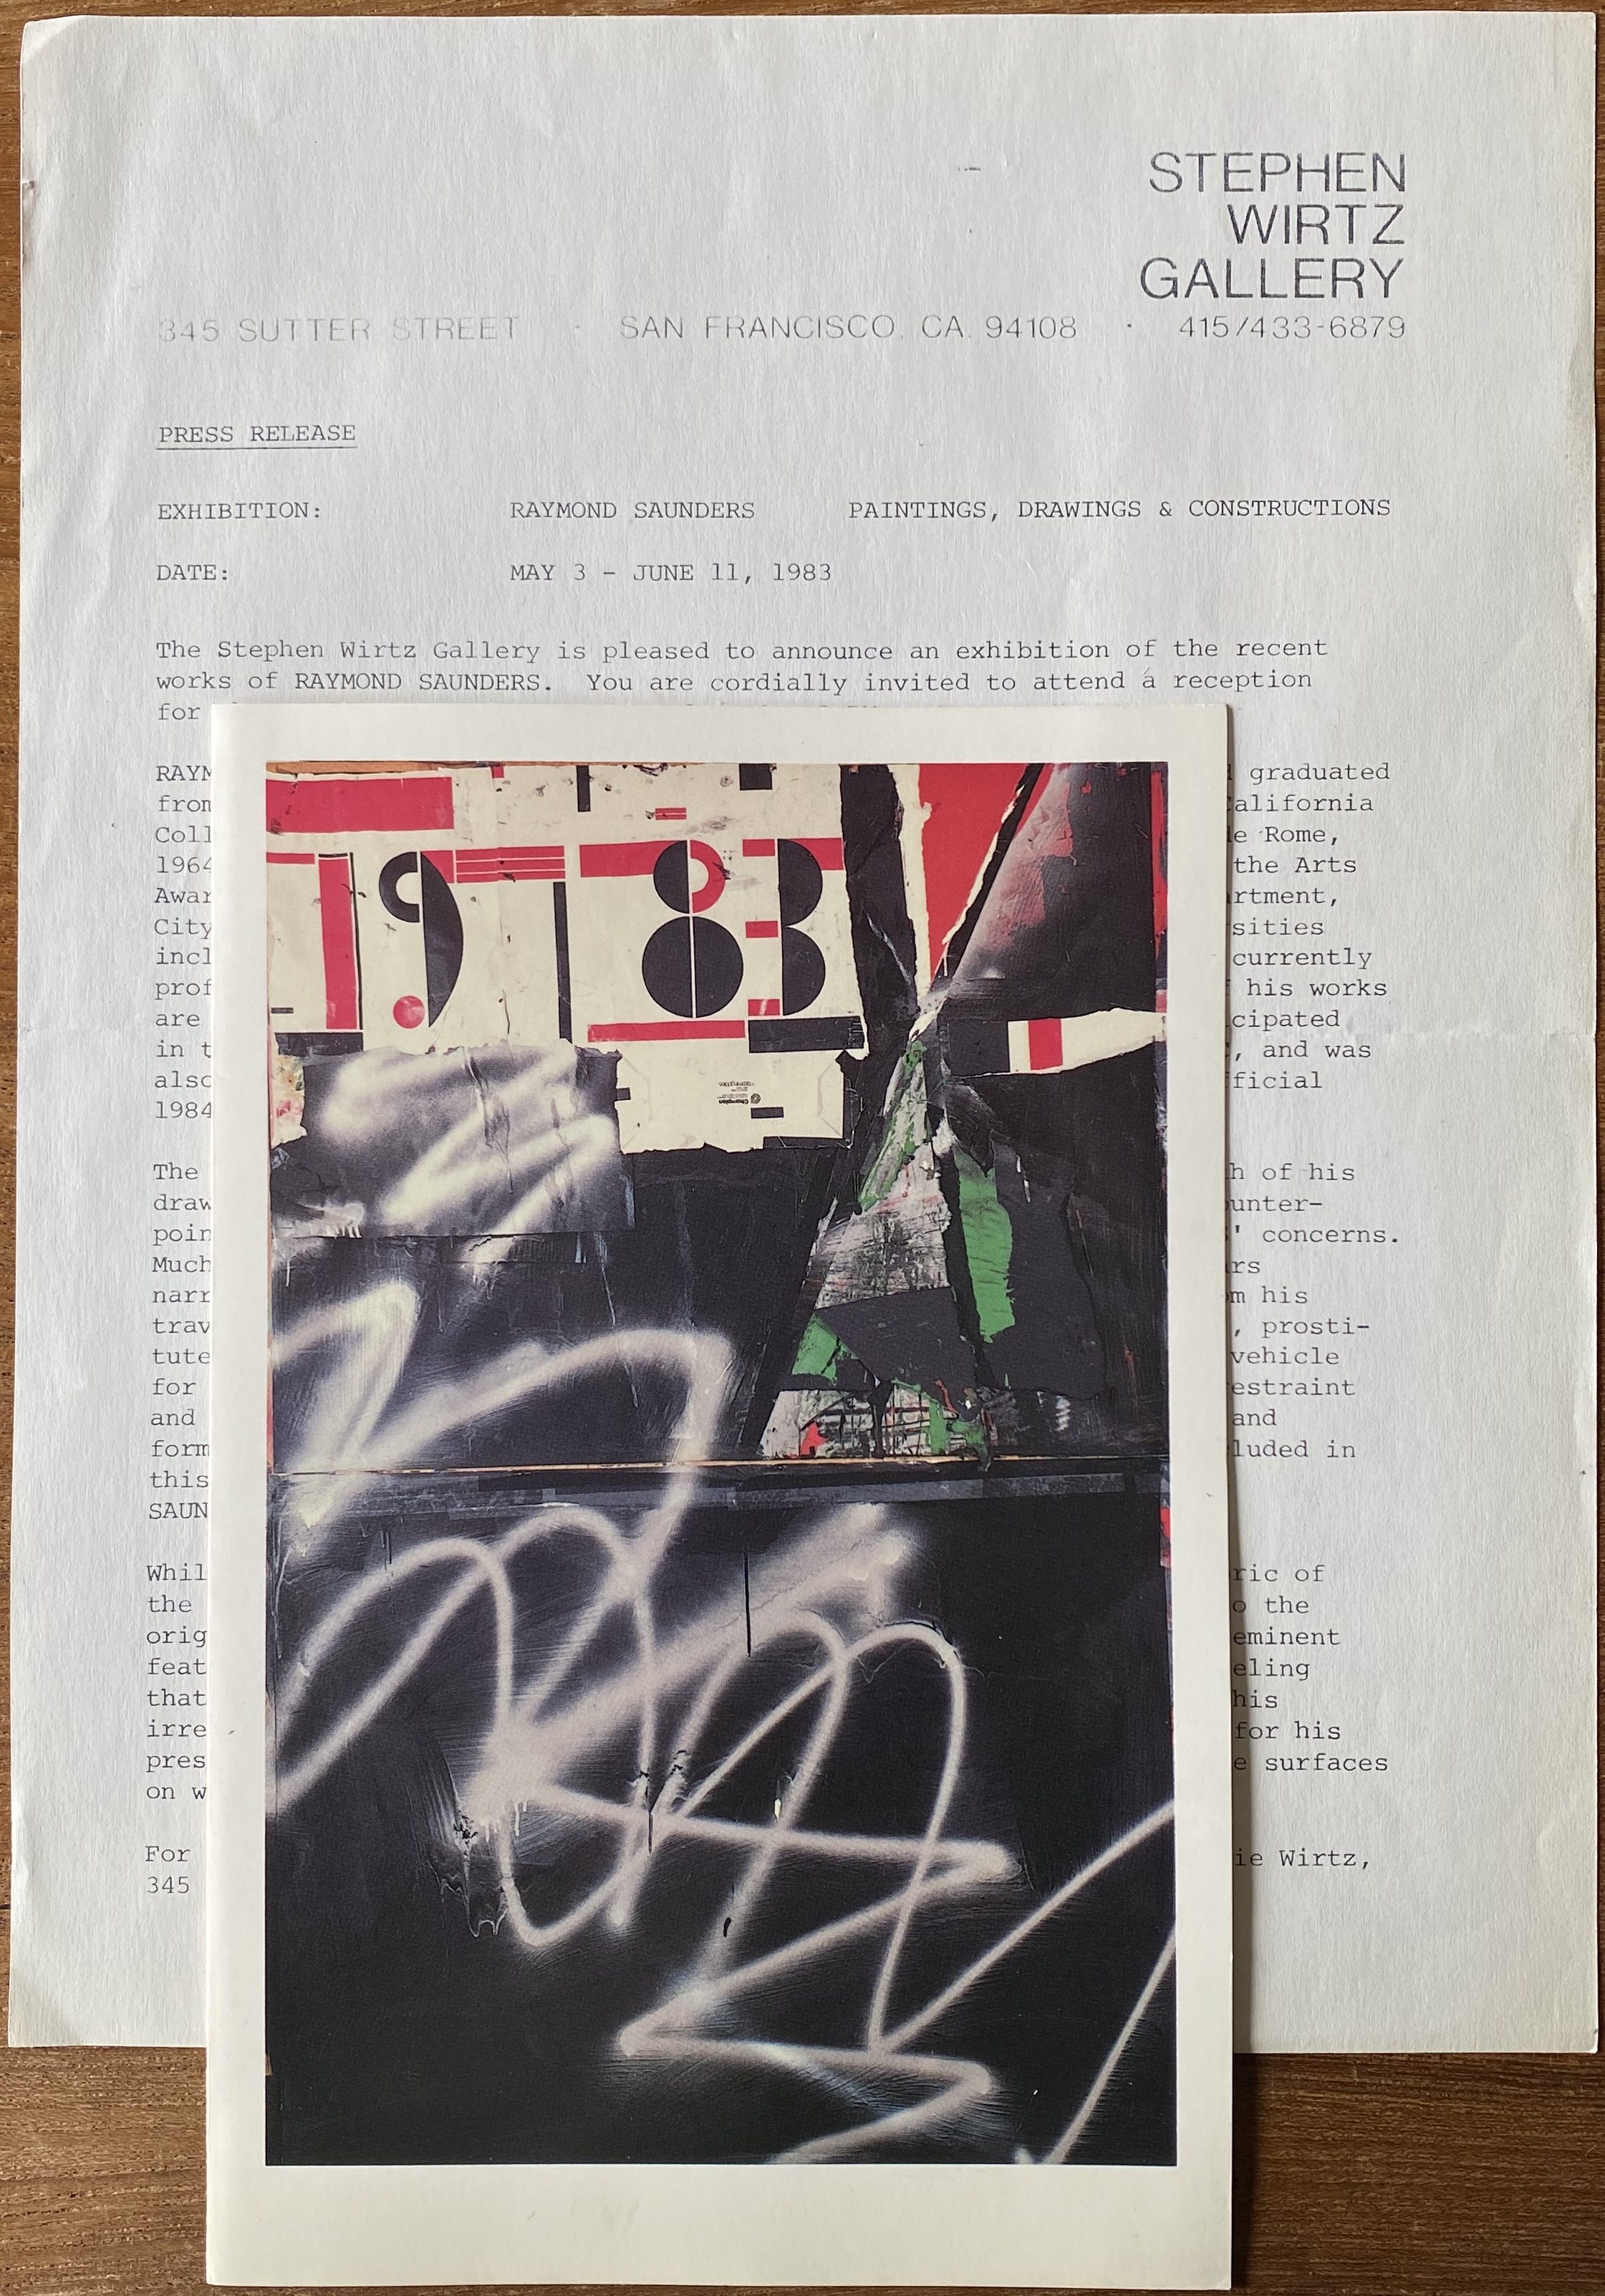 STEPHEN
WIRTZ
GALLERY
345 SUTTER STREET · SAN FRANCISCO, CA. 94108 · 415/433-6879
PRESS RELEASE
EXHIBITION: RAYMOND SAUNDERS PAINTINGS, DRAWINGS & CONSTRUCTIONS
DATE: MAY 3 - JUNE 11, 1983
The Stephen Wirtz Gallery is pleased to announce an exhibition of the recent
works of RAYMOND SAUNDERS. You are cordially invited to attend a reception
for
RAYM graduated
from California
Coll de Rome,
1964 the Arts
Awar artment,
City sities
incl currently
prof his works
are cipated
in t , and was
also fficial
1984
The h of his
draw ounter-
poin ' concerns.
Much rs
narr m his
trav , prosti-
tute vehicle
for estraint
and and
form luded in
this
SAUN
Whil ric of
the o the
orig eminent
feat eling
that his
irre for his
pres e surfaces
on w
For ie Wirtz,
345
1983
Champion